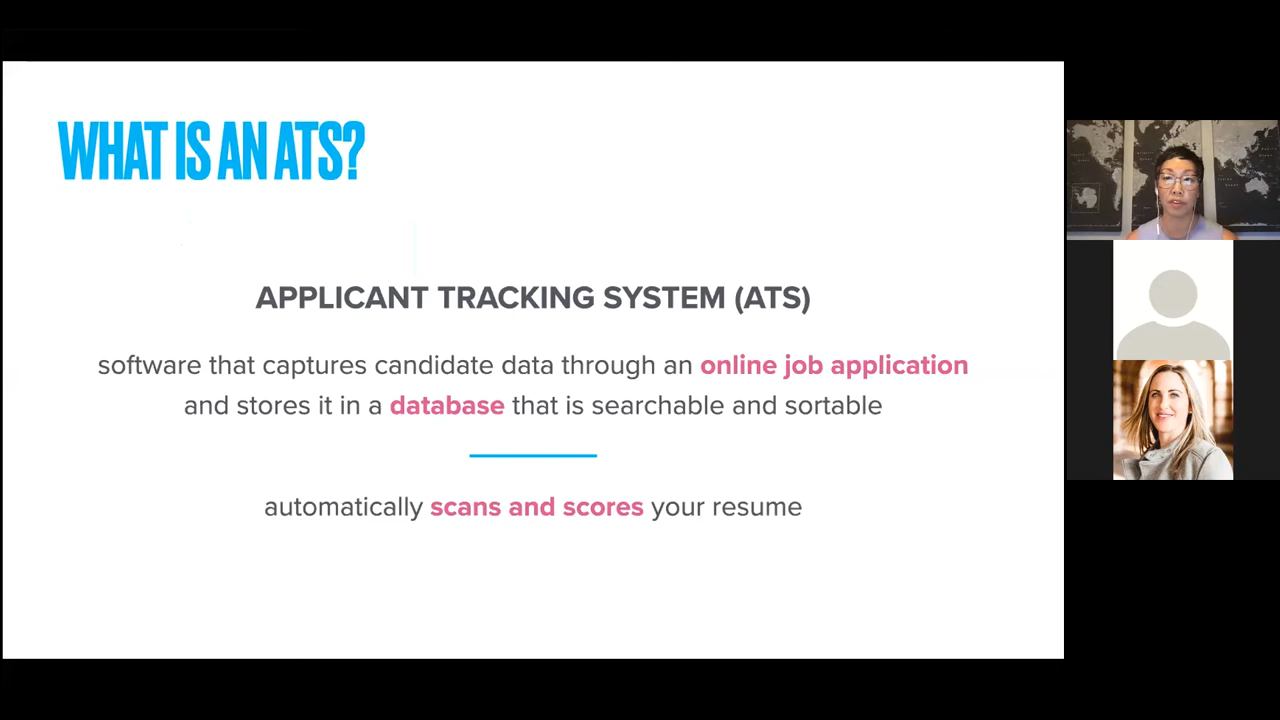 WHAT IS AN ATS?
APPLICANT TRACKING SYSTEM (ATS)
software that captures candidate data through an online job application
and stores it in a database that is searchable and sortable
automatically scans and scores your resume